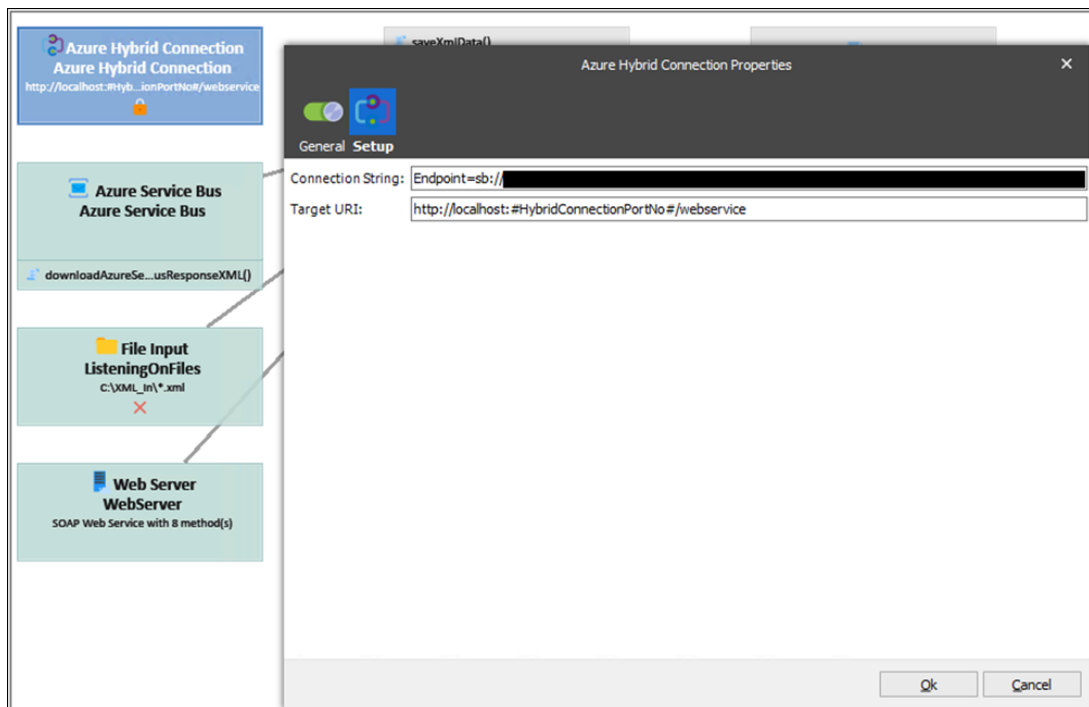 Azure Hybrid Connection
Azure Hybrid Connection
http://localhost:#Hyb...ionPortNo#/webservice
Azure Service Bus
Azure Service Bus
downloadAzureSe...usResponseXML()
File Input
ListeningOnFiles
C:\XML_In\*.xml
Web Server
WebServer
SOAP Web Service with 8 method(s)
saveXmlData()
Azure Hybrid Connection Properties
General Setup
Connection String: Endpoint=sb://
Target URI: http://localhost:#HybridConnectionPortNo#/webservice
Ok Cancel